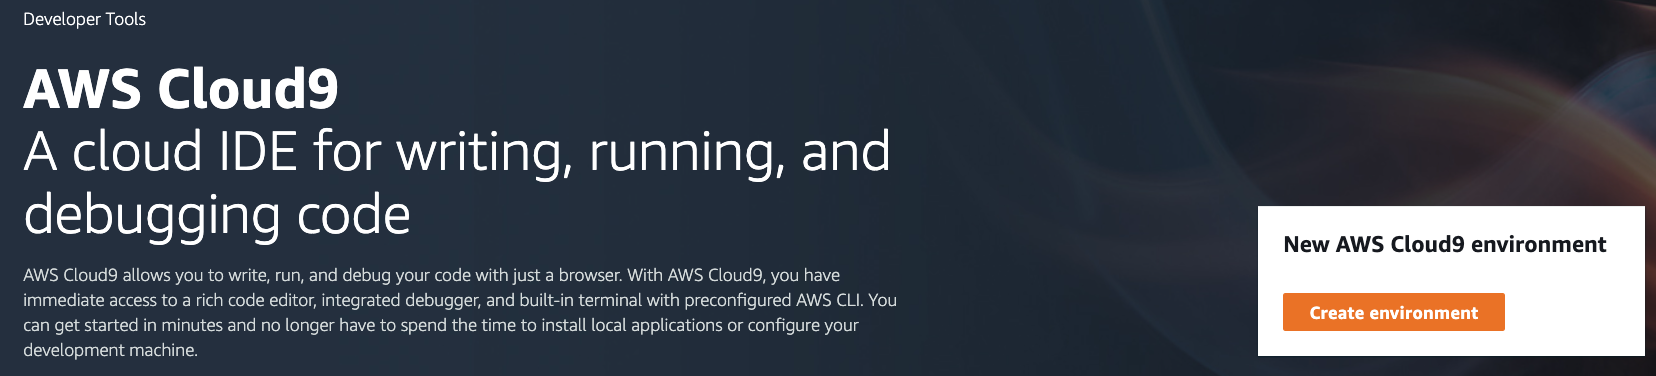 Developer Tools
AWS Cloud9
A cloud IDE for writing, running, and
debugging code
AWS Cloud9 allows you to write, run, and debug your code with just a browser. With AWS Cloud9, you have
immediate access to a rich code editor, integrated debugger, and built-in terminal with preconfigured AWS CLI. You
can get started in minutes and no longer have to spend the time to install local applications or configure your
development machine.
New AWS Cloud9 environment
Create environment